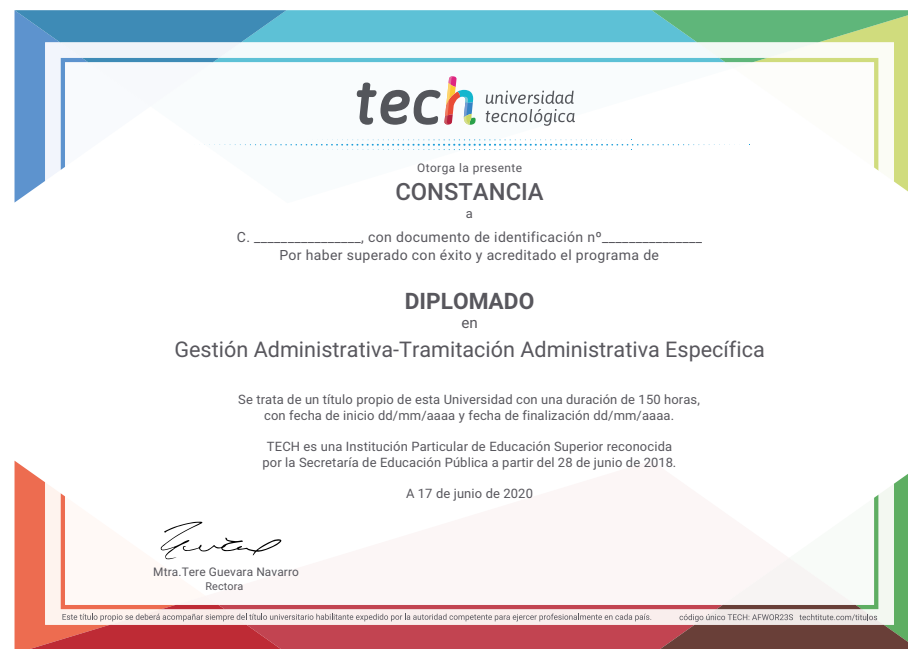 tech universidad
tecnológica
Otorga la presente
CONSTANCIA
a
C. ________________, con documento de identificación nº_______________
Por haber superado con éxito y acreditado el programa de
DIPLOMADO
en
Gestión Administrativa-Tramitación Administrativa Específica
Se trata de un título propio de esta Universidad con una duración de 150 horas,
con fecha de inicio dd/mm/aaaa y fecha de finalización dd/mm/aaaa.
TECH es una Institución Particular de Educación Superior reconocida
por la Secretaría de Educación Pública a partir del 28 de junio de 2018.
A 17 de junio de 2020
Mtra.Tere Guevara Navarro
Rectora
Este título propio se deberá acompañar siempre del título universitario habilitante expedido por la autoridad competente para ejercer profesionalmente en cada país. código único TECH: AFWOR23S techtitute.com/titulos